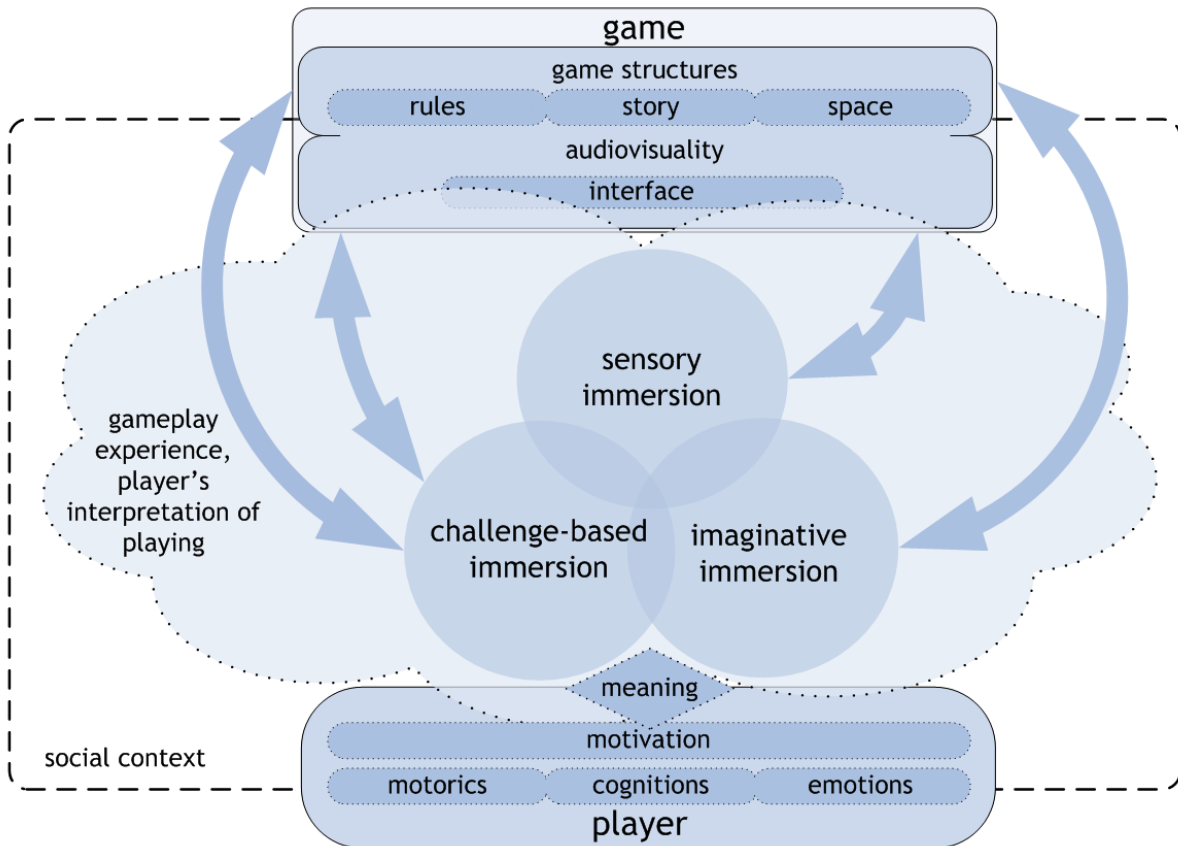 game
game structures
rules
story
space
audiovisuality
interface
sensory
immersion
gameplay
experience,
player's
interpretation of
playing
challenge-based
immersion
imaginative
immersion
meaning
motivation
social context
motorics
cognitions
emotions
player